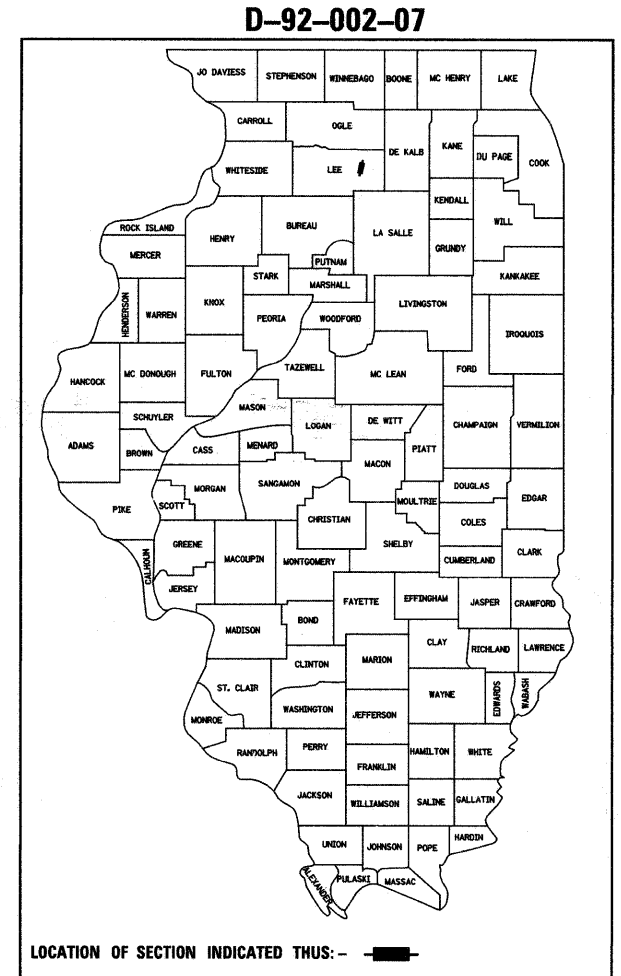 D–92–002–07
JO DAVIESS STEPHENSON WINNEBAGO BOONE MC HENRY LAKE
CARROLL OGLE
DE KALB KANE DU PAGE COOK
WHITESIDE LEE
KENDALL WILL
ROCK ISLAND HENRY BUREAU LA SALLE GRUNDY
MERCER PUTNAM
STARK MARSHALL KANKAKEE
HENDERSON WARREN KNOX PEORIA WOODFORD LIVINGSTON IROQUOIS
HANCOCK MC DONOUGH FULTON TAZEWELL MC LEAN FORD
SCHUYLER MASON LOGAN DE WITT CHAMPAIGN VERMILION
ADAMS BROWN CASS MENARD MACON PIATT
MORGAN SANGAMON DOUGLAS
PIKE SCOTT CHRISTIAN MOULTRIE EDGAR
COLES
GREENE MACOUPIN MONTGOMERY SHELBY CUMBERLAND CLARK
CALHOUN JERSEY
FAYETTE EFFINGHAM JASPER CRAWFORD
MADISON BOND
CLAY RICHLAND LAWRENCE
CLINTON MARION
ST. CLAIR WAYNE EDWARDS WABASH
MONROE WASHINGTON JEFFERSON
RANDOLPH PERRY HAMILTON WHITE
FRANKLIN
JACKSON WILLIAMSON SALINE GALLATIN
UNION JOHNSON POPE HARDIN
ALEXANDER PULASKI MASSAC
LOCATION OF SECTION INDICATED THUS: –